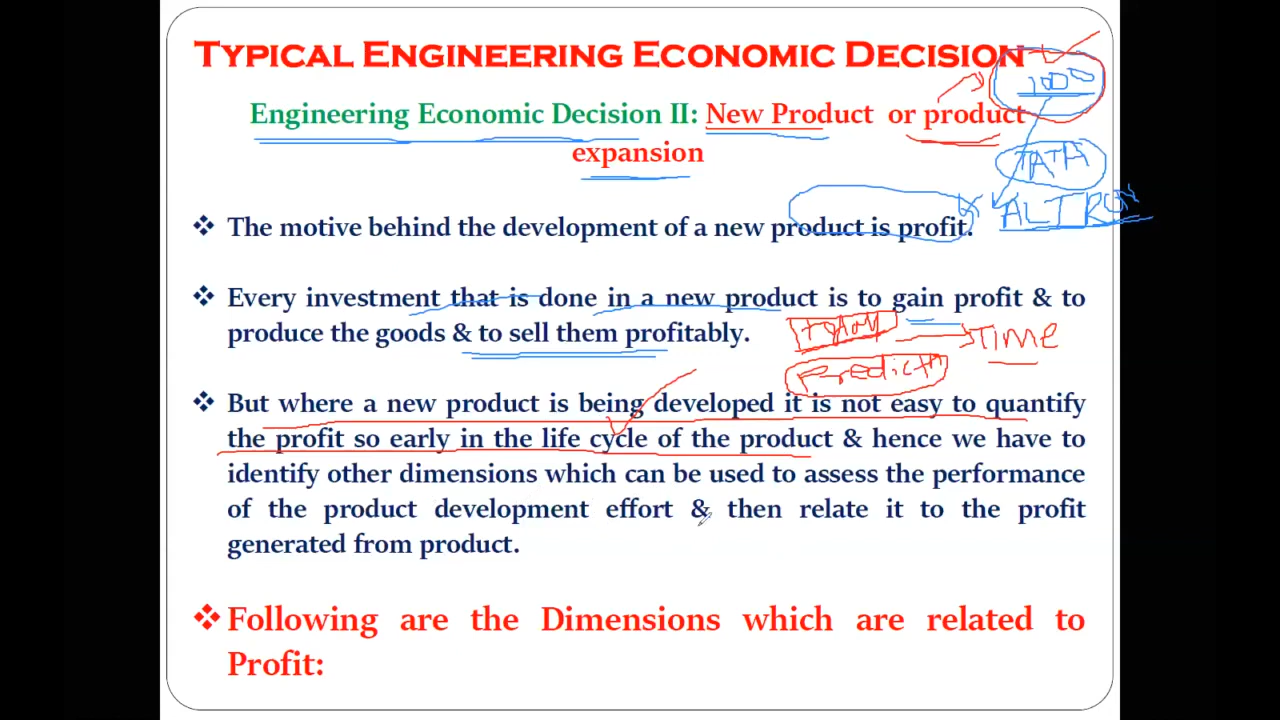 TYPICAL ENGINEERING ECONOMIC DECISION
1000
Engineering Economic Decision II: New Product or product
expansion
TATA
ALTRON
❖ The motive behind the development of a new product is profit.
❖ Every investment that is done in a new product is to gain profit & to
produce the goods & to sell them profitably.
TIME
❖ But where a new product is being developed it is not easy to quantify
the profit so early in the life cycle of the product & hence we have to
identify other dimensions which can be used to assess the performance
of the product development effort & then relate it to the profit
generated from product.
❖ Following are the Dimensions which are related to
Profit: